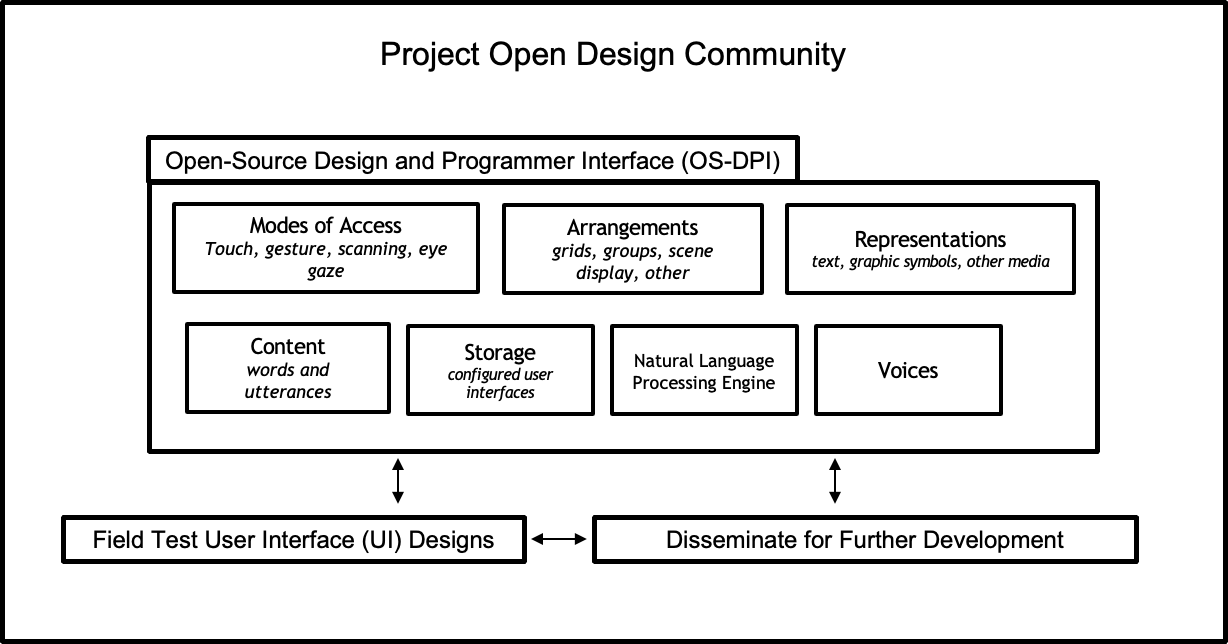 Project Open Design Community
Open-Source Design and Programmer Interface (OS-DPI)
Modes of Access
Touch, gesture, scanning, eye
gaze
Arrangements
grids, groups, scene
display, other
Representations
text, graphic symbols, other media
Content
words and
utterances
Storage
configured user
interfaces
Natural Language
Processing Engine
Voices
Field Test User Interface (UI) Designs
Disseminate for Further Development